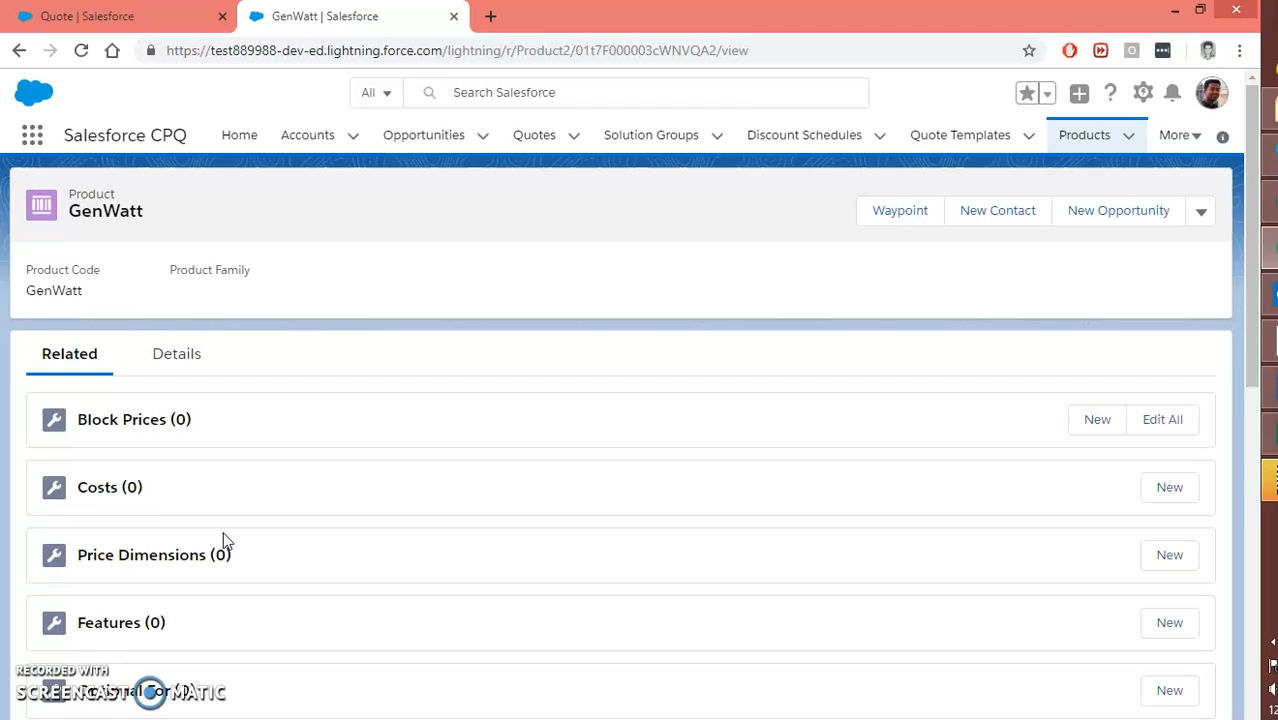 Quote | Salesforce
GenWatt | Salesforce
https://test889988-dev-ed.lightning.force.com/lightning/r/Product2/01t7F000003cWNVQA2/view
All
Search Salesforce
Salesforce CPQ
Home
Accounts
Opportunities
Quotes
Solution Groups
Discount Schedules
Quote Templates
Products
More
Product
GenWatt
Waypoint
New Contact
New Opportunity
Product Code
Product Family
GenWatt
Related
Details
Block Prices (0)
New
Edit All
Costs (0)
New
Price Dimensions (0)
New
Features (0)
New
RECORDED WITH
SCREENCAST MATIC
New